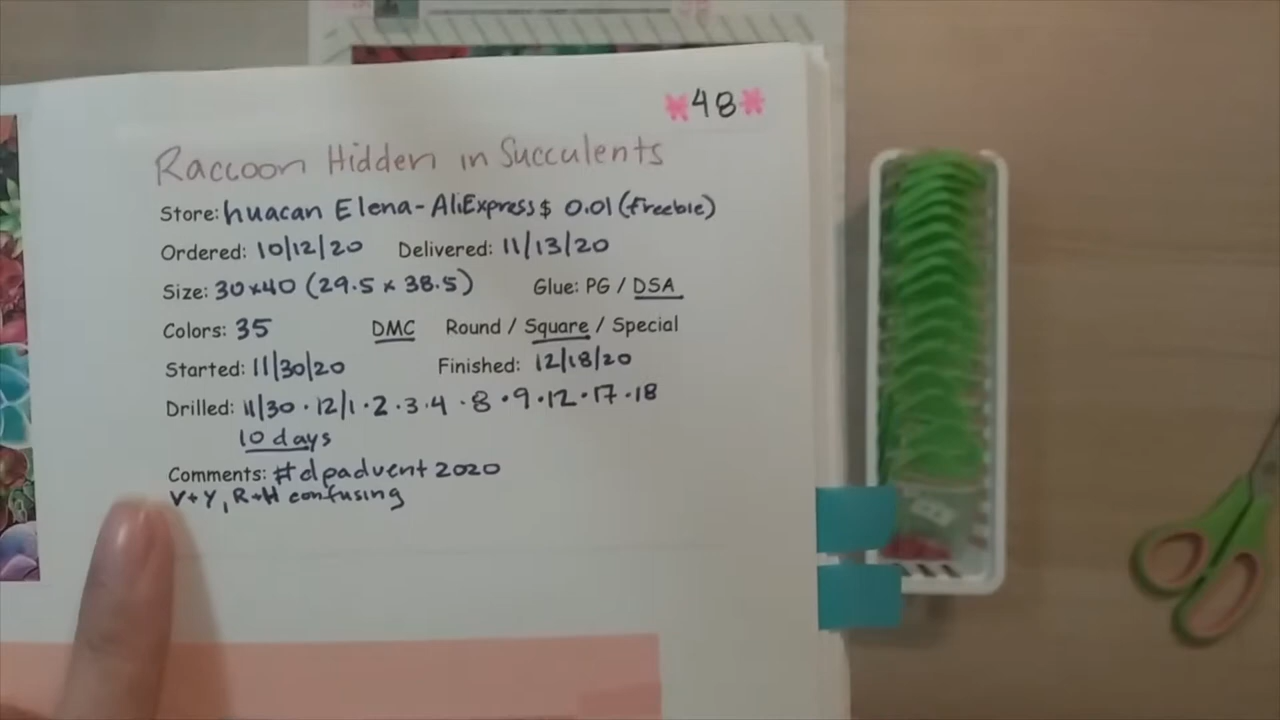 *48*
Raccoon Hidden in Succulents
Store: huacan Elena - AliExpress $ 0.01 (freebie)
Ordered: 10/12/20 Delivered: 11/13/20
Size: 30x40 (29.5 x 38.5) Glue: PG / DSA
Colors: 35 DMC Round / Square / Special
Started: 11/30/20 Finished: 12/18/20
Drilled: 11/30 · 12/1 · 2 · 3 · 4 · 8 · 9 · 12 · 17 · 18
10 days
Comments: #dpadvent2020
V+Y, R+H confusing